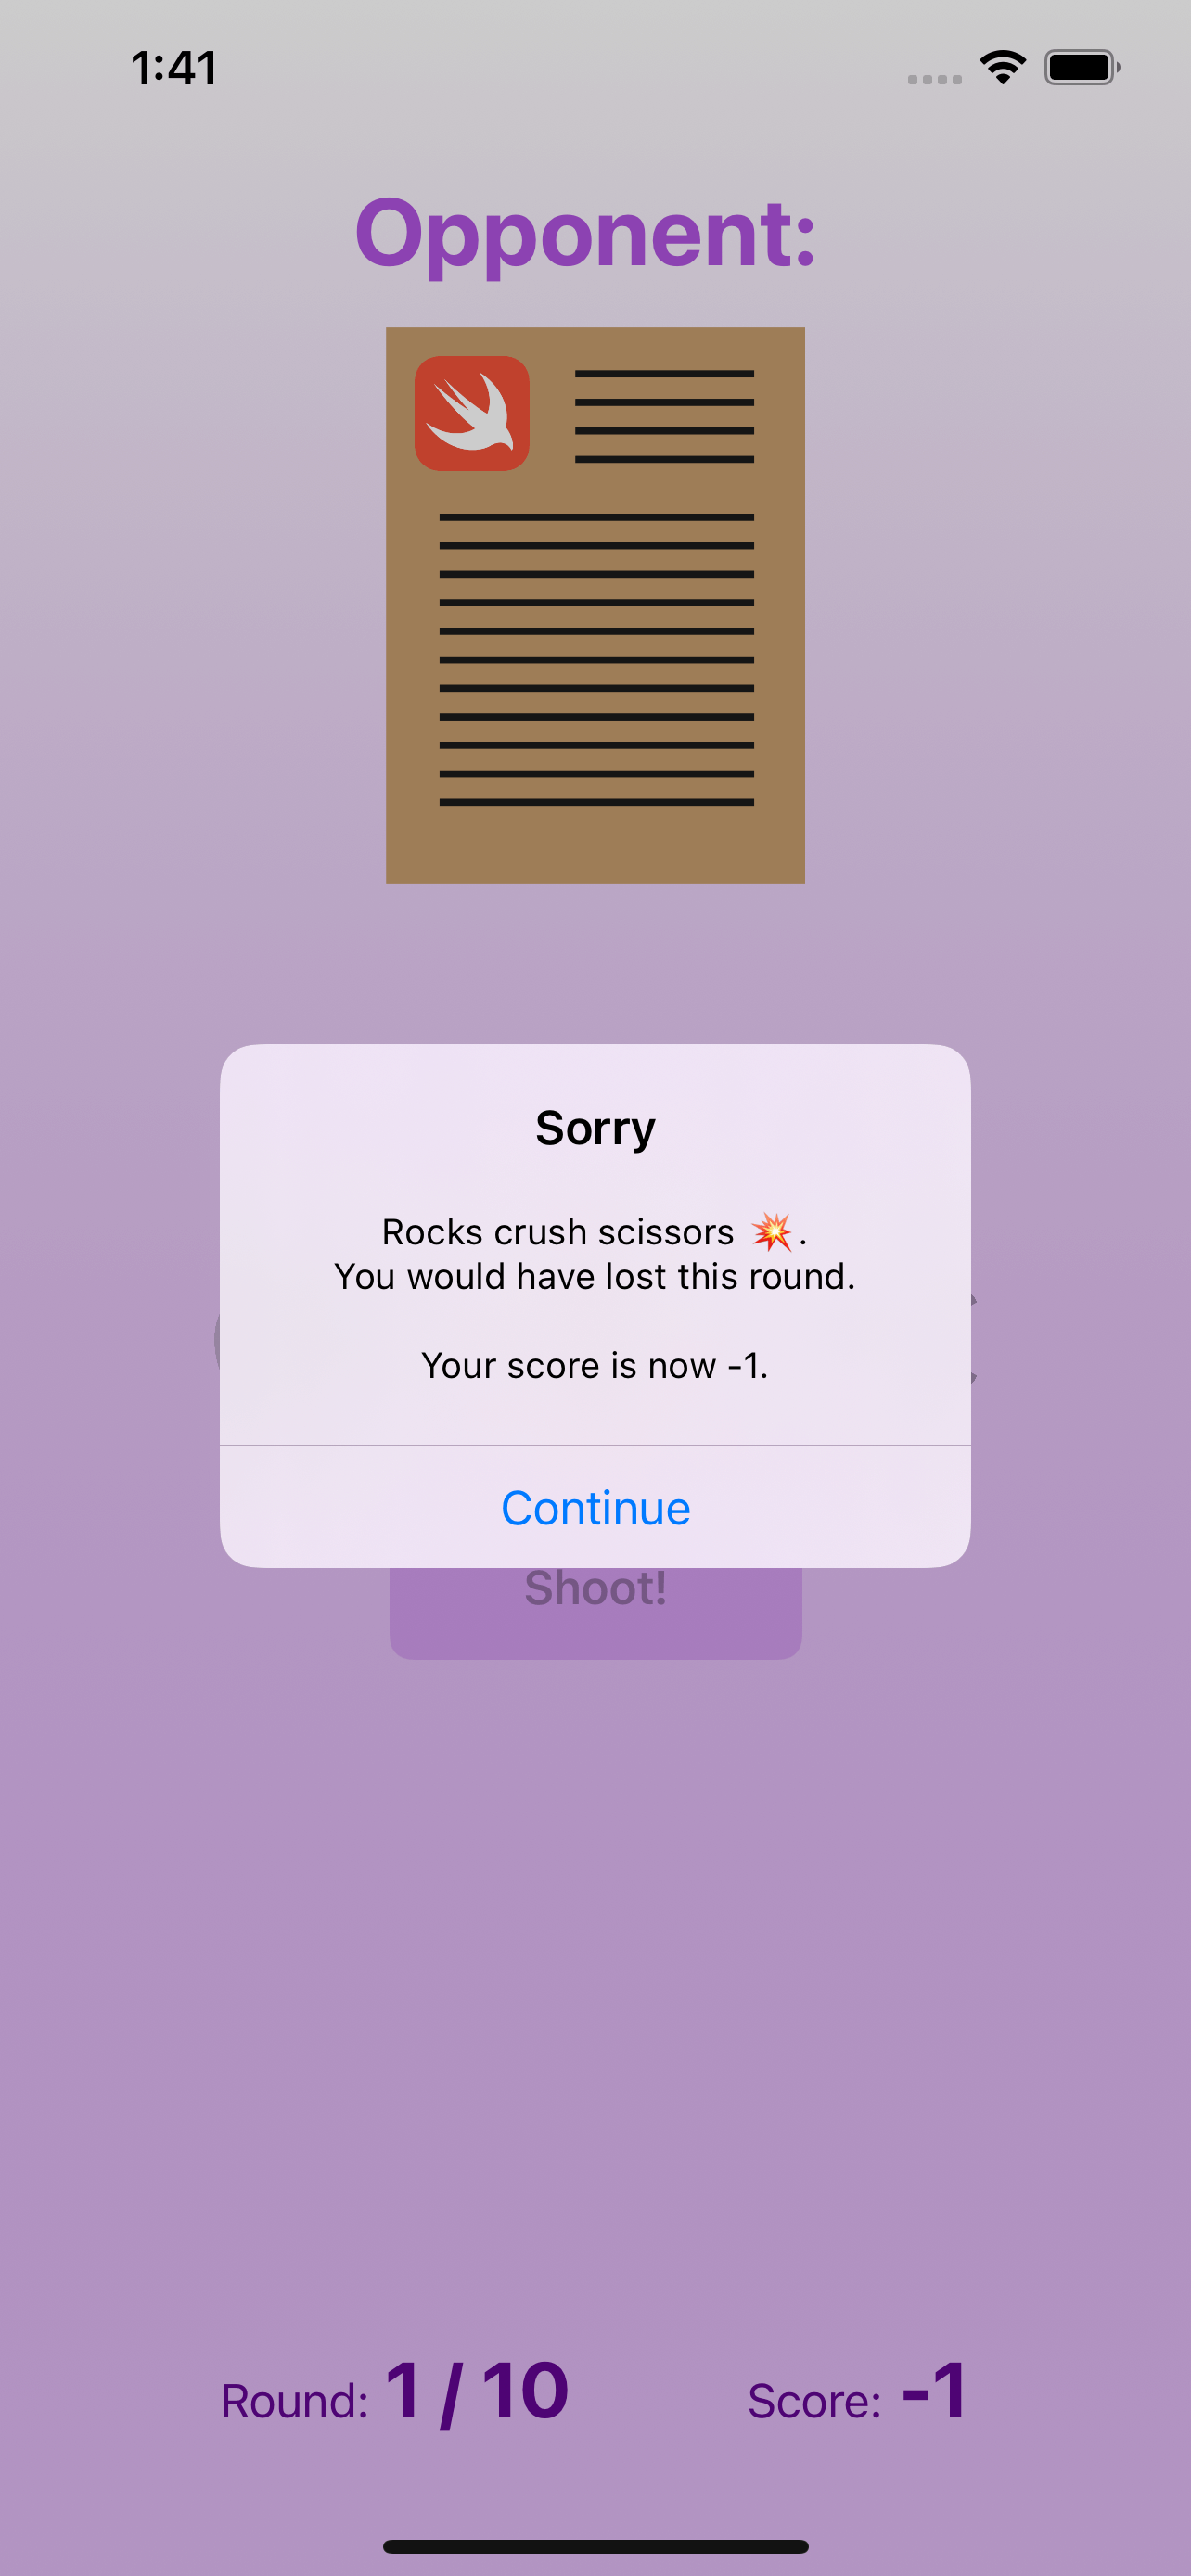 1:41
Opponent:
Sorry
Rocks crush scissors 💥.
You would have lost this round.
Your score is now -1.
Continue
Shoot!
Round: 1 / 10 Score: -1